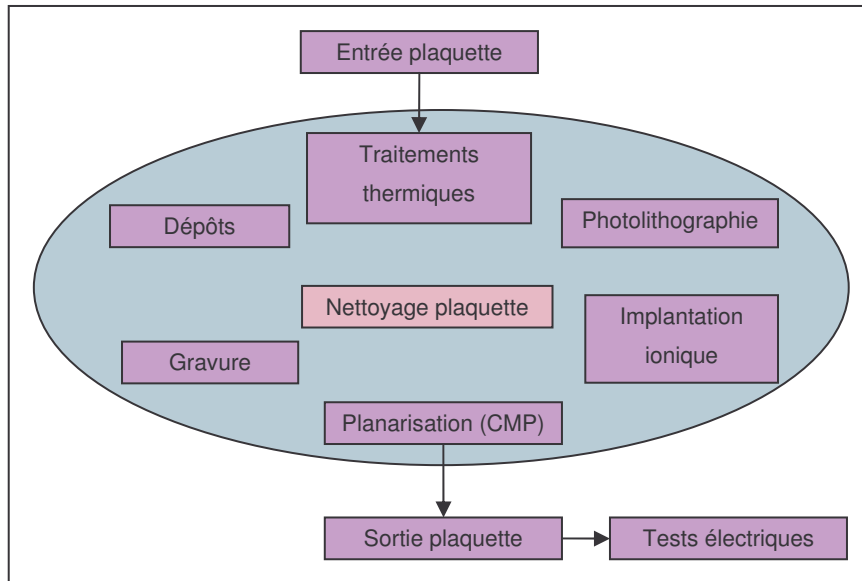 Entrée plaquette
Traitements
thermiques
Dépôts
Photolithographie
Nettoyage plaquette
Implantation
ionique
Gravure
Planarisation (CMP)
Sortie plaquette
Tests électriques